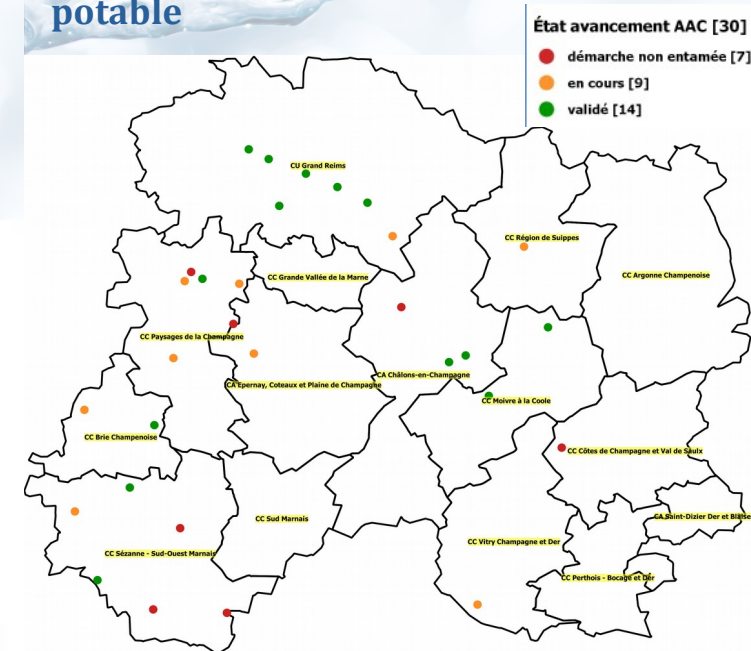 potable
État avancement AAC [30]
démarche non entamée [7]
en cours [9]
validé [14]
CU Grand Reims
CC Région de Suippes
CC Argonne Champenoise
CC Grande Vallée de la Marne
CC Paysages de la Champagne
CA Châlons-en-Champagne
CA Epernay, Coteaux et Plaine de Champagne
CC Moivre à la Coole
CC Brie Champenoise
CC Côtes de Champagne et Val de Saulx
CC Sud Marnais
CA Saint-Dizier Der et Blaise
CC Vitry Champagne et Der
CC Sézanne - Sud-Ouest Marnais
CC Perthois - Bocage et Der